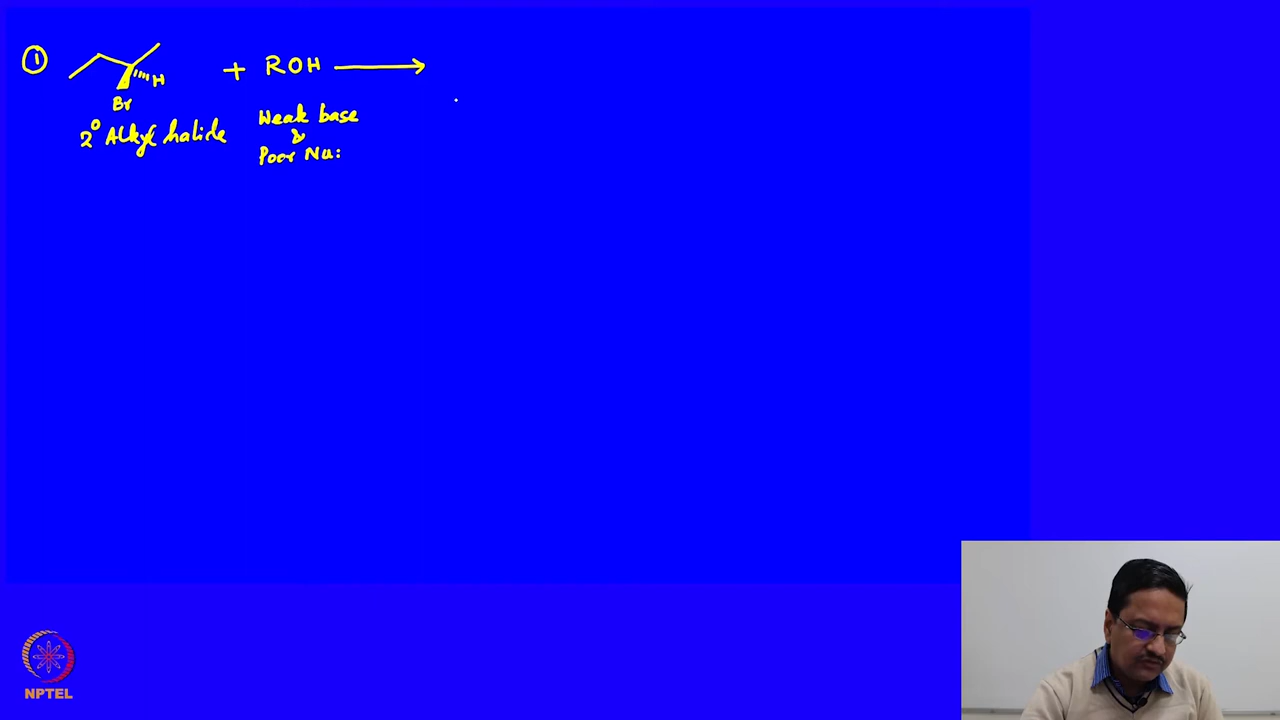 ① H + ROH ⟶
Br
2° Alkyl halide
Weak base
&
Poor Nu:
NPTEL